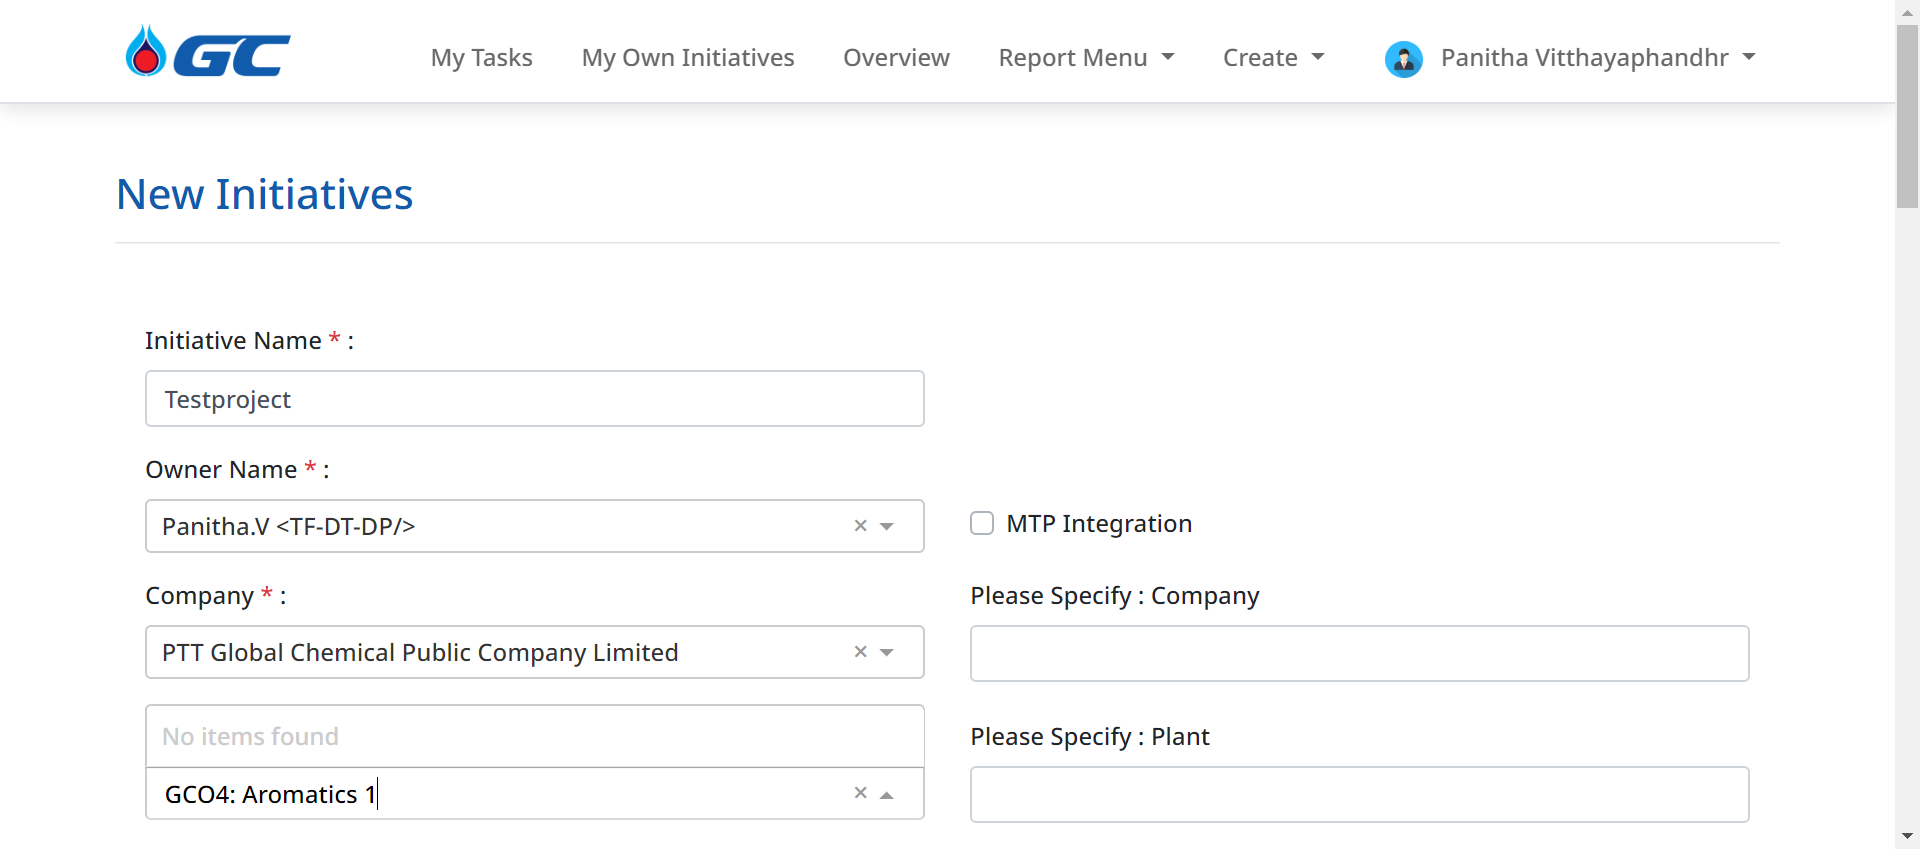 GC
My Tasks My Own Initiatives Overview Report Menu Create Panitha Vitthayaphandhr
New Initiatives
Initiative Name * :
Testproject
Owner Name * :
Panitha.V <TF-DT-DP/>
MTP Integration
Company * :
Please Specify : Company
PTT Global Chemical Public Company Limited
No items found
Please Specify : Plant
GCO4: Aromatics 1